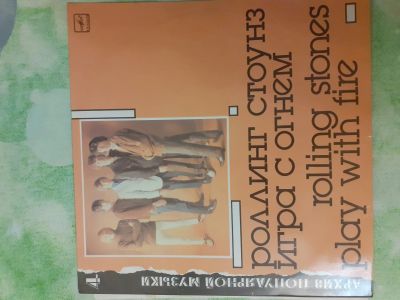 4 АРХИВ ПОПУЛЯРНОЙ МУЗЫКИ
роллинг стоунз
игра с огнем
rolling stones
play with fire